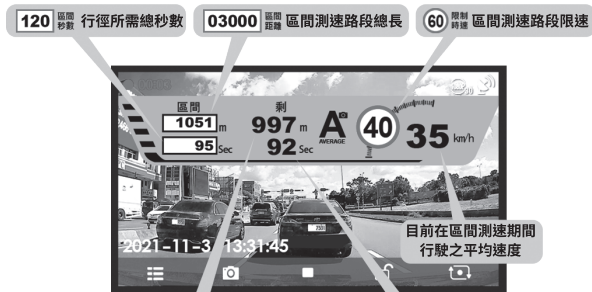 120 區間秒數 行徑所需總秒數
03000 區間距離 區間測速路段總長
60 限制時速 區間測速路段限速
區間
1051 m
95 Sec
剩
997 m
92 Sec
A
AVERAGE
40
35 km/h
目前在區間測速期間
行駛之平均速度
2021-11-3 13:31:45